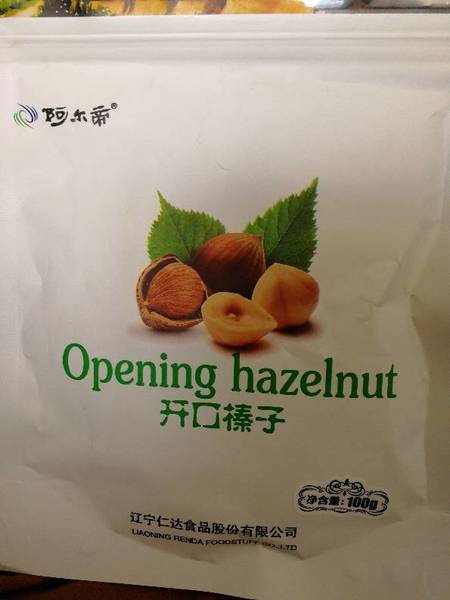 阿尔帝®
Opening hazelnut
开口榛子
净含量：100g
辽宁仁达食品股份有限公司
LIAONING RENDA FOODSTUFF CO.,LTD